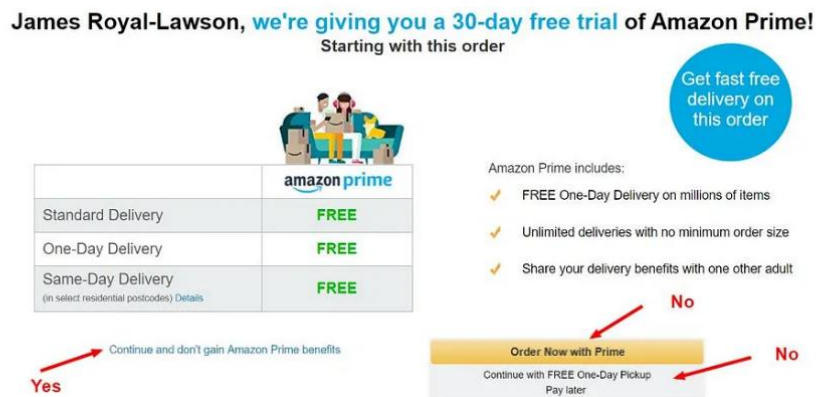 James Royal-Lawson, we're giving you a 30-day free trial of Amazon Prime!
Starting with this order
Get fast free
delivery on
this order
amazon prime
Standard Delivery FREE
One-Day Delivery FREE
Same-Day Delivery
(in select residential postcodes) Details
FREE
Amazon Prime includes:
FREE One-Day Delivery on millions of items
Unlimited deliveries with no minimum order size
Share your delivery benefits with one other adult
Continue and don't gain Amazon Prime benefits
Yes
No
Order Now with Prime
Continue with FREE One-Day Pickup
Pay later
No